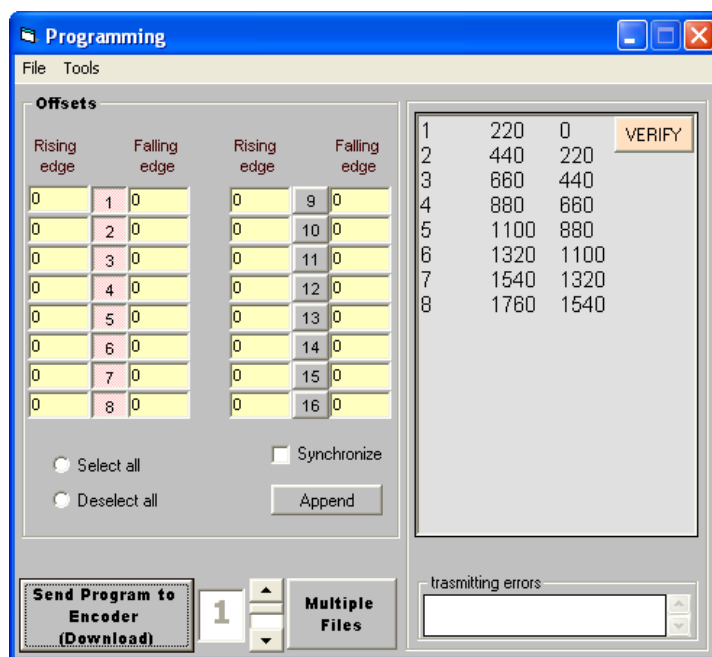 Programming
File Tools
Offsets
Rising edge Falling edge Rising edge Falling edge
0 1 0 0 9 0
0 2 0 0 10 0
0 3 0 0 11 0
0 4 0 0 12 0
0 5 0 0 13 0
0 6 0 0 14 0
0 7 0 0 15 0
0 8 0 0 16 0
Select all
Deselect all
Synchronize
Append
1 220 0
2 440 220
3 660 440
4 880 660
5 1100 880
6 1320 1100
7 1540 1320
8 1760 1540
VERIFY
Send Program to
Encoder
(Download)
1
Multiple
Files
trasmitting errors